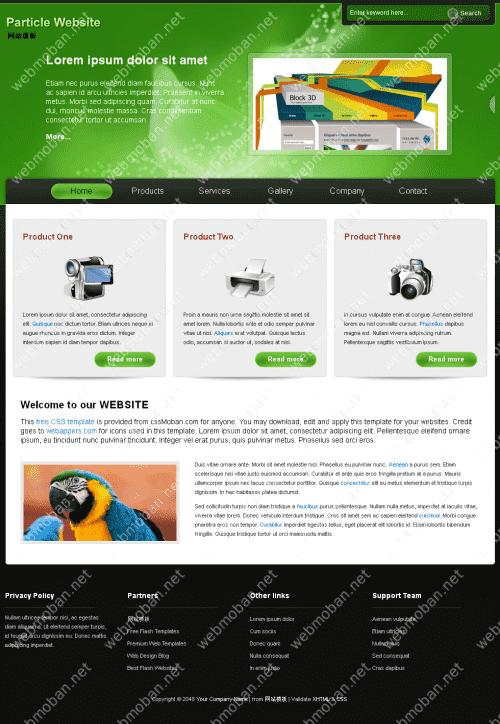 Enter keyword here...
Search
Particle Website
网站模板
Lorem ipsum dolor sit amet
Etiam nec purus eleifend diam faucibus cursus. Nunc
ac sapien id arcu ultricies imperdiet. Praesent in viverra
metus. Morbi sed adipiscing quam. Curabitur at nunc
dui, rhoncus molestie massa. Cras condimentum
consectetur tortor ut accumsan.
More...
Block 3D
Home
Products
Services
Gallery
Company
Contact
Product One
Lorem ipsum dolor sit amet, consectetur adipiscing
elit. Quisque nec dictum tortor. Etiam ultrices neque id
augue rhoncus in gravida eros dictum. Integer
interdum sapien id diam tempor dapibus.
Read more
Product Two
Proin a mauris non urna sagittis molestie sit amet sit
amet lorem. Nulla lobortis ante et odio semper pulvinar
vitae ut nisi. Aliquam erat volutpat. Quisque lectus
odio, accumsan id auctor ut, sodales at nisi.
Read more
Product Three
In cursus vulputate enim at congue. Aenean eleifend
lorem eu nisl convallis cursus. Phasellus dapibus
magna est. Nullam viverra adipiscing rutrum.
Pellentesque sagittis vestibulum ipsum.
Read more
Welcome to our WEBSITE
This free CSS template is provided from cssMoban.com for anyone. You may download, edit and apply this template for your websites. Credit
goes to webappers.com for icons used in this template. Lorem ipsum dolor sit amet, consectetur adipiscing elit. Pellentesque eleifend ornare
ipsum, eu tincidunt nunc pulvinar tincidunt. Integer vel erat purus, quis pulvinar metus. Phasellus sed orci eros.
Duis vitae ornare ante. Morbi sit amet molestie nisl. Phasellus eu pulvinar nunc. Aenean a purus sem. Etiam
scelerisque nisi vitae justo euismod accumsan. Curabitur et ante quis eros fringilla pretium at a purus. Mauris
ullamcorper ipsum nec lacus consectetur porttitor. Quisque consectetur elit eu metus elementum at tristique turpis
dignissim. In hac habitasse platea dictumst.
Sed sollicitudin turpis non diam tristique a faucibus purus pellentesque. Nullam nulla metus, imperdiet at iaculis vitae,
viverra vitae lorem. Donec vehicula interdum tristique. Cras sit amet sem ac sapien eleifend euismod. Morbi congue
pharetra eros non tempor. Curabitur imperdiet egestas tellus, eget placerat elit lobortis id. Etiam lobortis bibendum
fringilla. Quisque tristique tortor ut orci malesuada mattis.
Privacy Policy
Nullam ultrices tempor nisi, ac egestas
diam aliquam a. Ut eleifend semper turpis,
id feugiat arcu dignissim eu. Donec mattis
adipiscing imperdiet.
Partners
网站模板
Free Flash Templates
Premium Web Templates
Web Design Blog
Best Flash Websites
Other links
Lorem ipsum dolor
Cum sociis
Donec quam
Nulla consequat
In enim justo
Support Team
Aenean vulputate
Etiam ultricies
Nullam quis
Sed consequat
Cras dapibus
Copyright © 2048 Your Company Name | from 网站模板 | Validate XHTML & CSS
webmoban.net